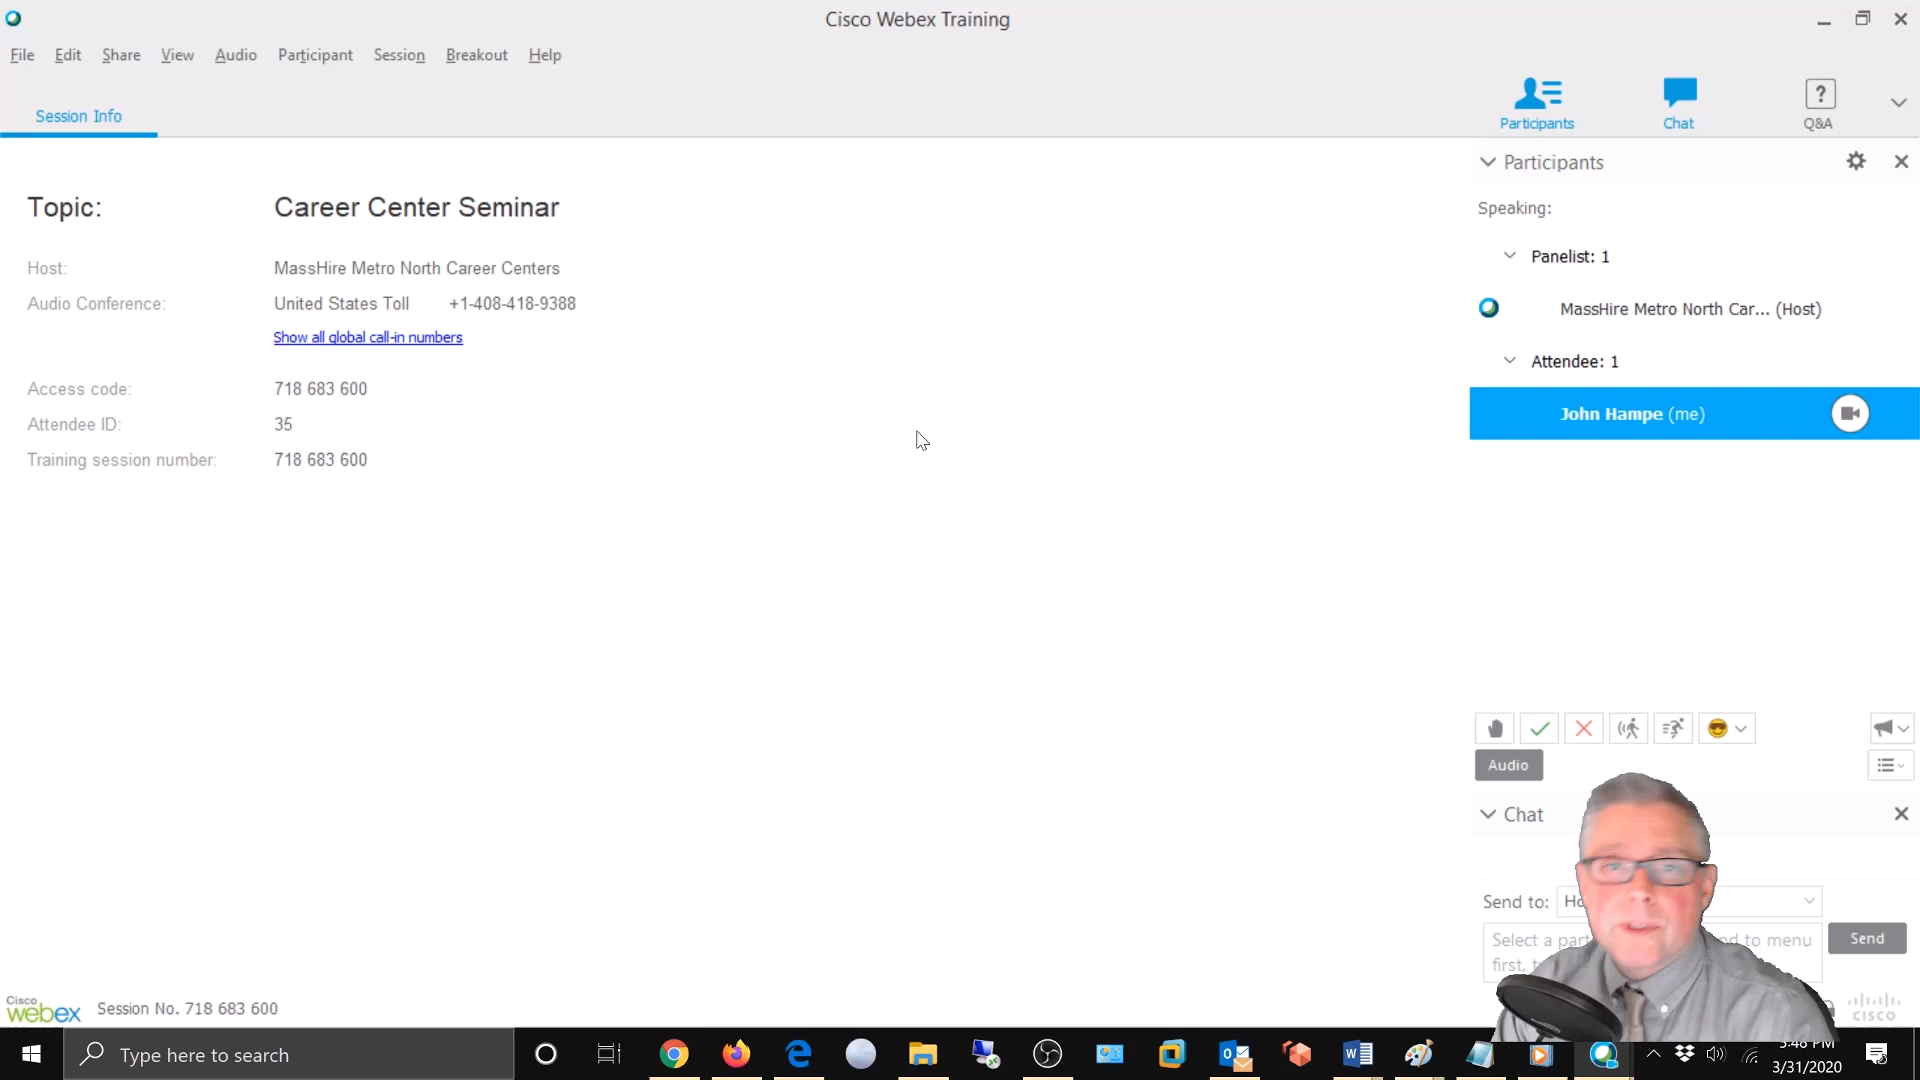 Cisco Webex Training
File Edit Share View Audio Participant Session Breakout Help
Session Info
Participants Chat Q&A
Participants
Speaking:
Panelist: 1
MassHire Metro North Car... (Host)
Attendee: 1
John Hampe (me)
Topic: Career Center Seminar
Host: MassHire Metro North Career Centers
Audio Conference: United States Toll +1-408-418-9388
Show all global call-in numbers
Access code: 718 683 600
Attendee ID: 35
Training session number: 718 683 600
Audio
Chat
Send to:
Select a
to menu
first,
Send
Cisco
webex
Session No. 718 683 600
cisco
Type here to search
PM
3/31/2020